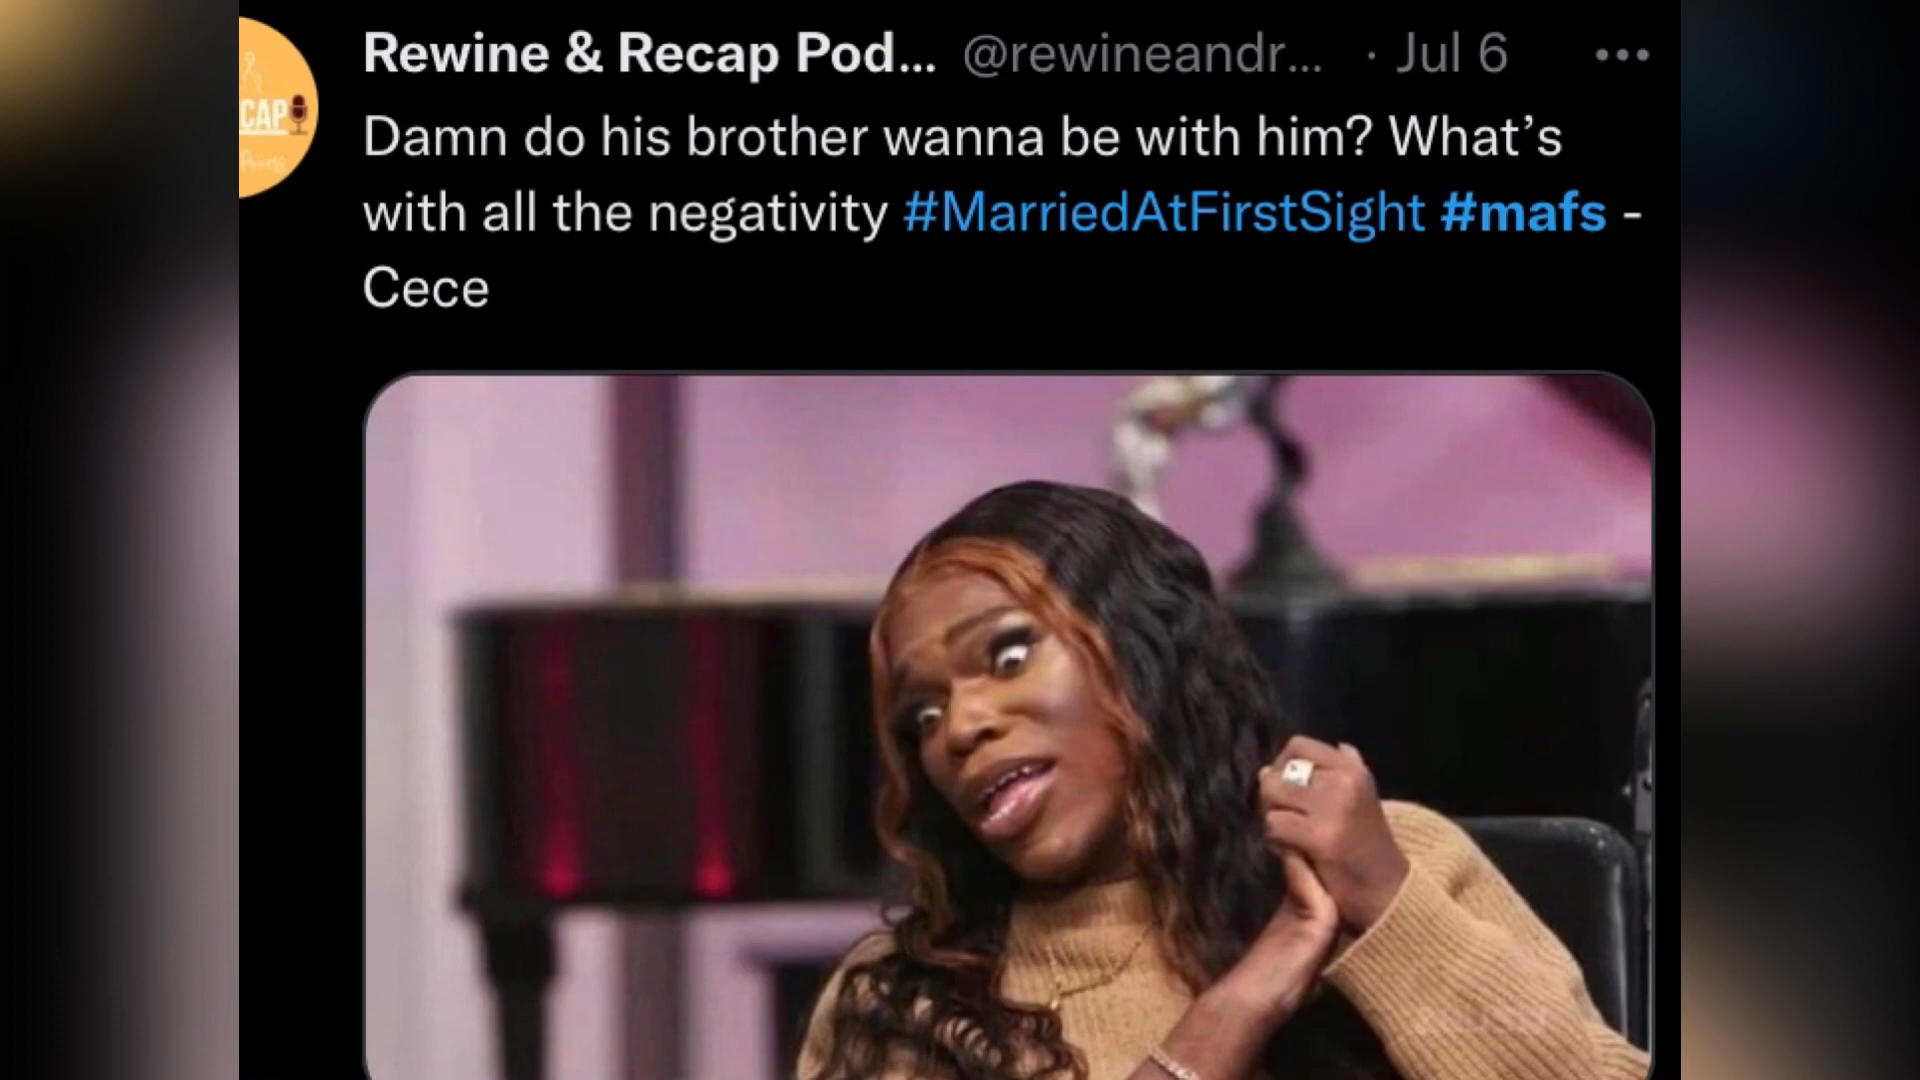 Rewine & Recap Pod... @rewineandr... · Jul 6
Damn do his brother wanna be with him? What’s
with all the negativity #MarriedAtFirstSight #mafs -
Cece
CAP